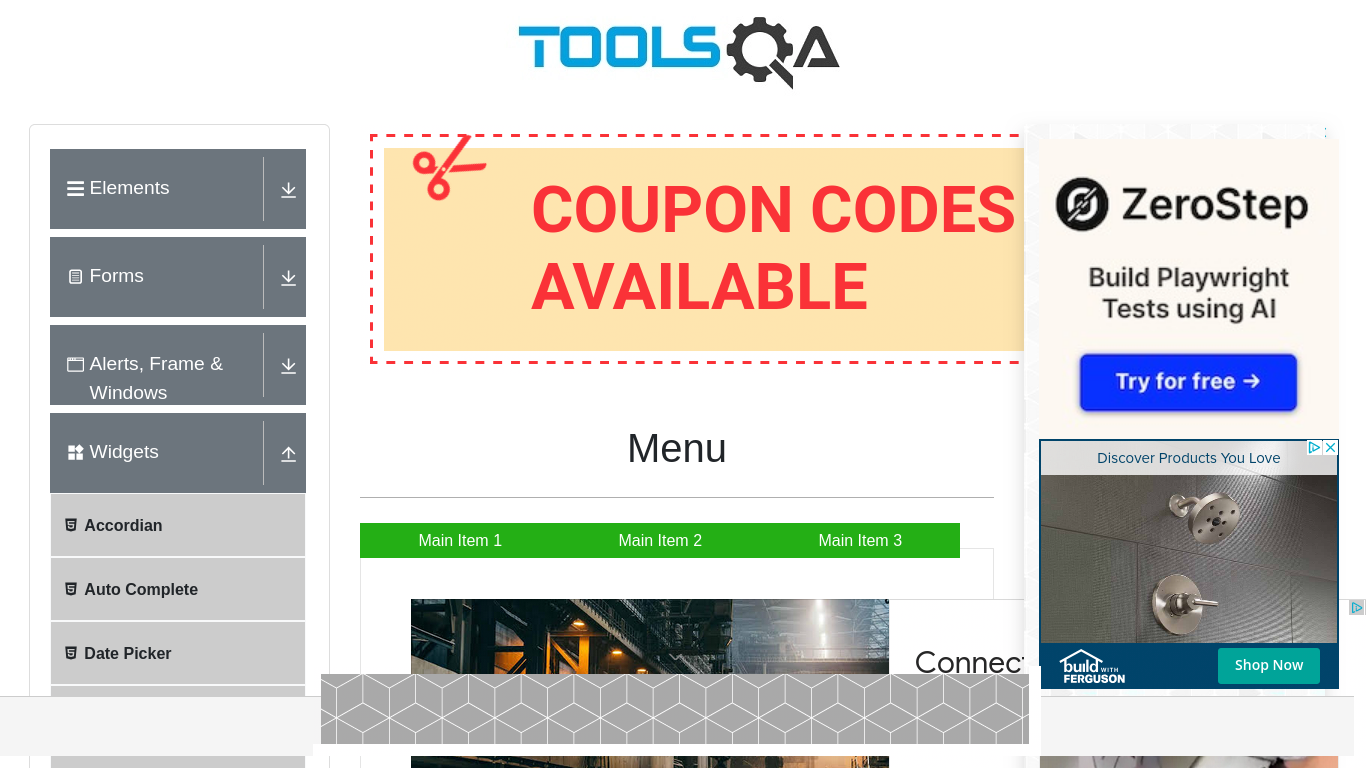 TOOLSQA
Elements
Forms
Alerts, Frame &
Windows
Widgets
Accordian
Auto Complete
Date Picker
COUPON CODES
AVAILABLE
Menu
Main Item 1
Main Item 2
Main Item 3
Connect
ZeroStep
Build Playwright
Tests using AI
Try for free →
Discover Products You Love
build WITH
FERGUSON
Shop Now